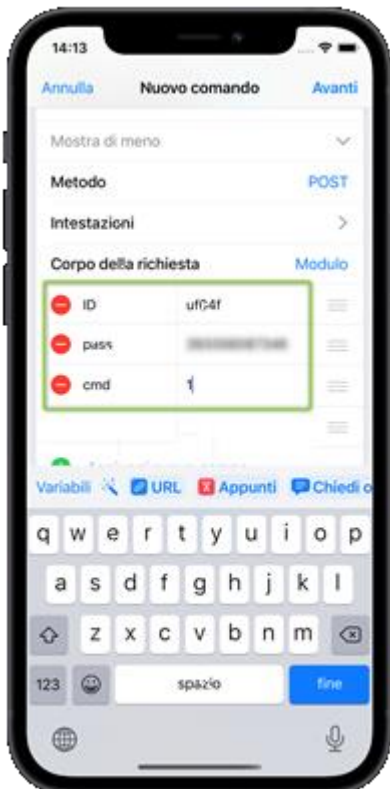 14:13
Annulla Nuovo comando Avanti
Mostra di meno
Metodo POST
Intestazioni
Corpo della richiesta Modulo
ID
pass
cmd 1
Variabili URL Appunti Chiedi o
q w e r t y u i o p
a s d f g h j k l
z x c v b n m
123 spazio fine